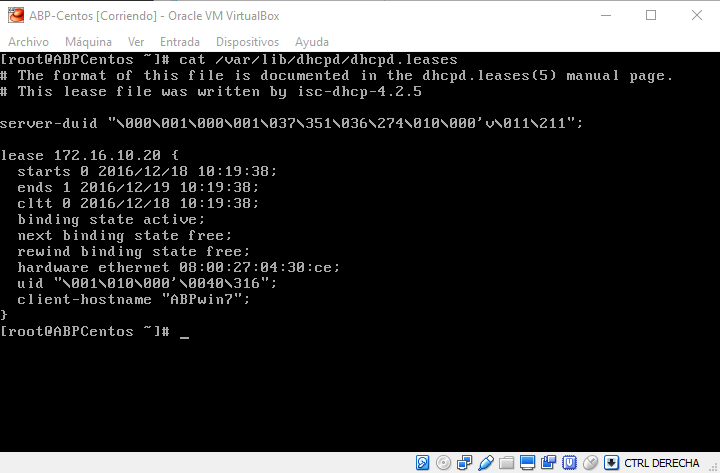 ABP-Centos [Corriendo] - Oracle VM VirtualBox
Archivo Máquina Ver Entrada Dispositivos Ayuda
[root@ABPCentos ~]# cat /var/lib/dhcpd/dhcpd.leases
# The format of this file is documented in the dhcpd.leases(5) manual page.
# This lease file was written by isc-dhcp-4.2.5
server-duid "\000\001\000\001\037\351\036\274\010\000'v\011\211";
lease 172.16.10.20 {
  starts 0 2016/12/18 10:19:38;
  ends 1 2016/12/19 10:19:38;
  cltt 0 2016/12/18 10:19:38;
  binding state active;
  next binding state free;
  rewind binding state free;
  hardware ethernet 08:00:27:04:30:ce;
  uid "\001\010\000'\0040\316";
  client-hostname "ABPwin7";
}
[root@ABPCentos ~]# _
CTRL DERECHA